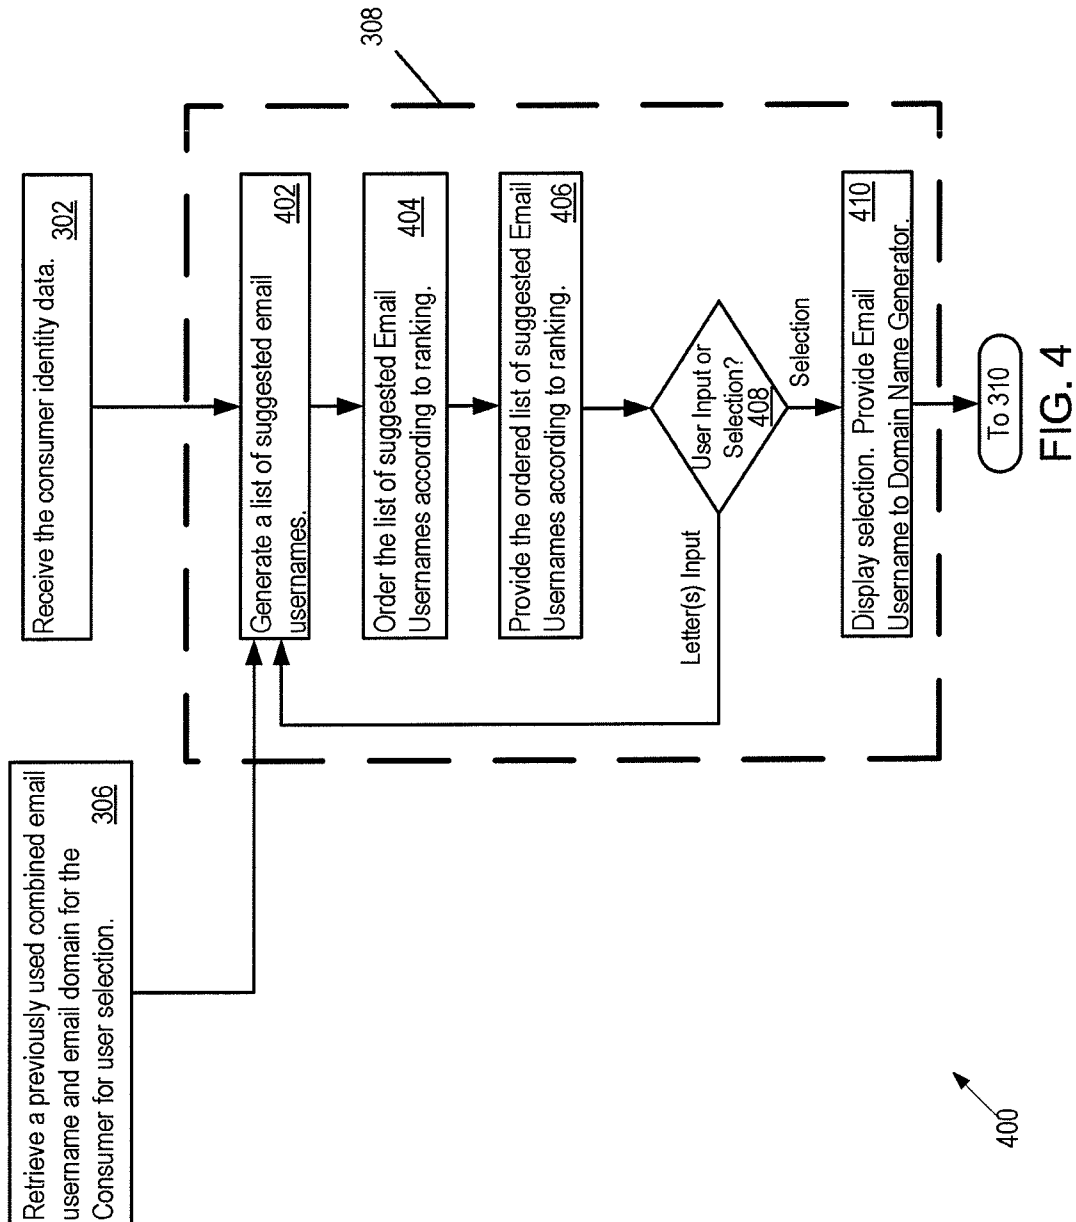 Retrieve a previously used combined email
username and email domain for the
Consumer for user selection.
306
Receive the consumer identity data.
302
308
Generate a list of suggested email
usernames.
402
Order the list of suggested Email
Usernames according to ranking.
404
Provide the ordered list of suggested Email
Usernames according to ranking.
406
User Input or
Selection?
408
Letter(s) Input
Selection
Display selection. Provide Email
Username to Domain Name Generator.
410
To 310
400
FIG. 4